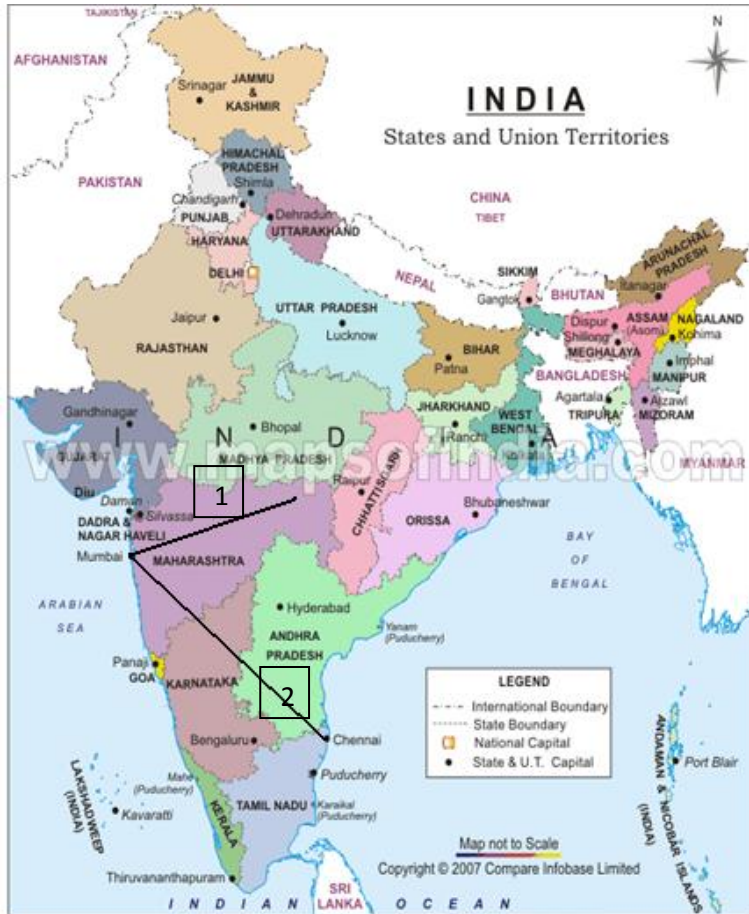 TAJIKISTAN
AFGHANISTAN
N
JAMMU
&
KASHMIR
Srinagar
INDIA
States and Union Territories
HIMACHAL
PRADESH
Shimla
PAKISTAN
Chandigarh
PUNJAB
CHINA
TIBET
Dehradun
UTTARAKHAND
HARYANA
DELHI
ARUNACHAL
PRADESH
Itanagar
NEPAL
SIKKIM
Gangtok
BHUTAN
UTTAR PRADESH
Lucknow
Jaipur
RAJASTHAN
ASSAM
(Asom)
NAGALAND
Kohima
Dispur
Shillong
MEGHALAYA
BIHAR
Patna
Imphal
MANIPUR
BANGLADESH
JHARKHAND
Ranchi
WEST
BENGAL
Kolkata
Agartala
TRIPURA
Aizawl
MIZORAM
Gandhinagar
GUJARAT
I N D I A
Bhopal
MADHYA PRADESH
www.mapsofindia.com
MYANMAR
Diu
Daman
Silvassa
DADRA &
NAGAR HAVELI
1
Raipur
CHHATTISGARH
Bhubaneshwar
ORISSA
Mumbai
MAHARASHTRA
BAY
OF
BENGAL
ARABIAN
SEA
Hyderabad
ANDHRA
PRADESH
Yanam
(Puducherry)
Panaji
GOA
KARNATAKA
2
LEGEND
International Boundary
State Boundary
National Capital
State & U.T. Capital
Bengaluru
Chennai
Mahe
(Puducherry)
Puducherry
LAKSHADWEEP
(INDIA)
Kavaratti
KERALA
TAMIL NADU
Karaikal
(Puducherry)
ANDAMAN & NICOBAR ISLANDS
(INDIA)
Port Blair
Map not to Scale
Copyright © 2007 Compare Infobase Limited
Thiruvananthapuram
SRI
LANKA
INDIAN OCEAN